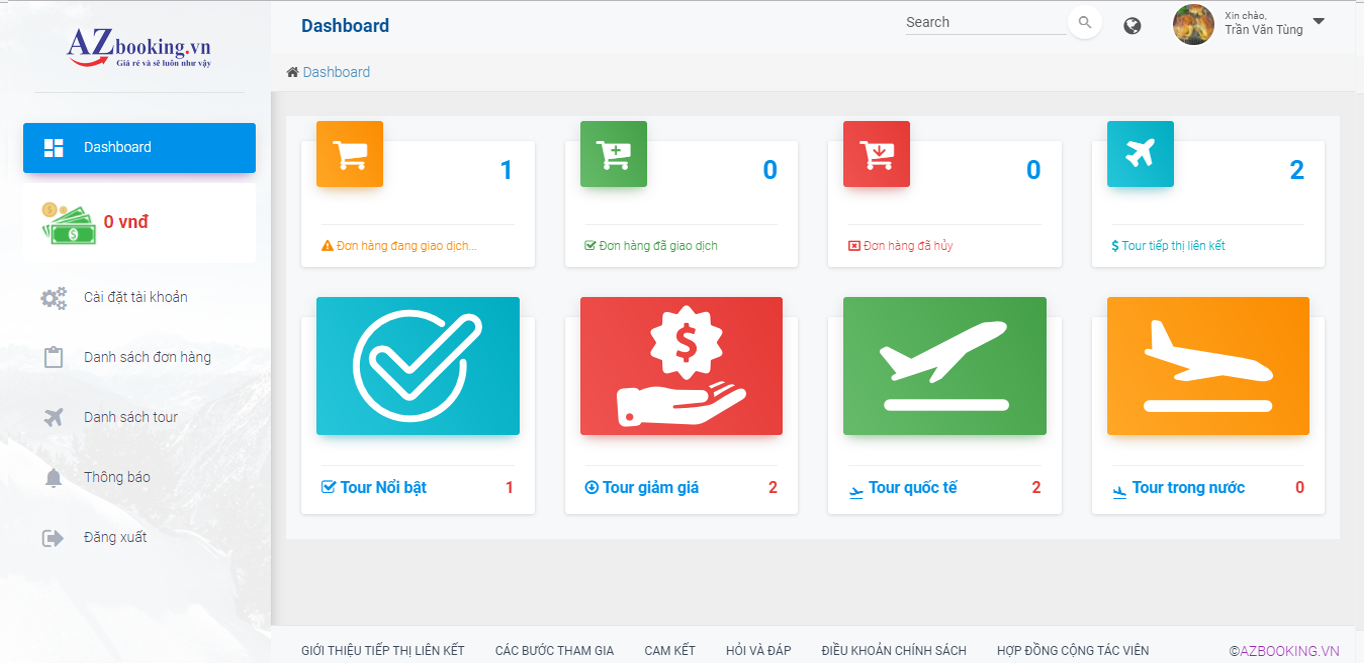 AZbooking.vn
Giá rẻ và sẽ luôn như vậy
Dashboard
0 vnđ
Cài đặt tài khoản
Danh sách đơn hàng
Danh sách tour
Thông báo
Đăng xuất
Dashboard
Search
Xin chào,
Trần Văn Tùng
Dashboard
1
Đơn hàng đang giao dịch...
0
Đơn hàng đã giao dịch
0
Đơn hàng đã hủy
2
$ Tour tiếp thị liên kết
Tour Nổi bật 1
$
Tour giảm giá 2
Tour quốc tế 2
Tour trong nước 0
GIỚI THIỆU TIẾP THỊ LIÊN KẾT CÁC BƯỚC THAM GIA CAM KẾT HỎI VÀ ĐÁP ĐIỀU KHOẢN CHÍNH SÁCH HỢP ĐỒNG CỘNG TÁC VIÊN ©AZBOOKING.VN